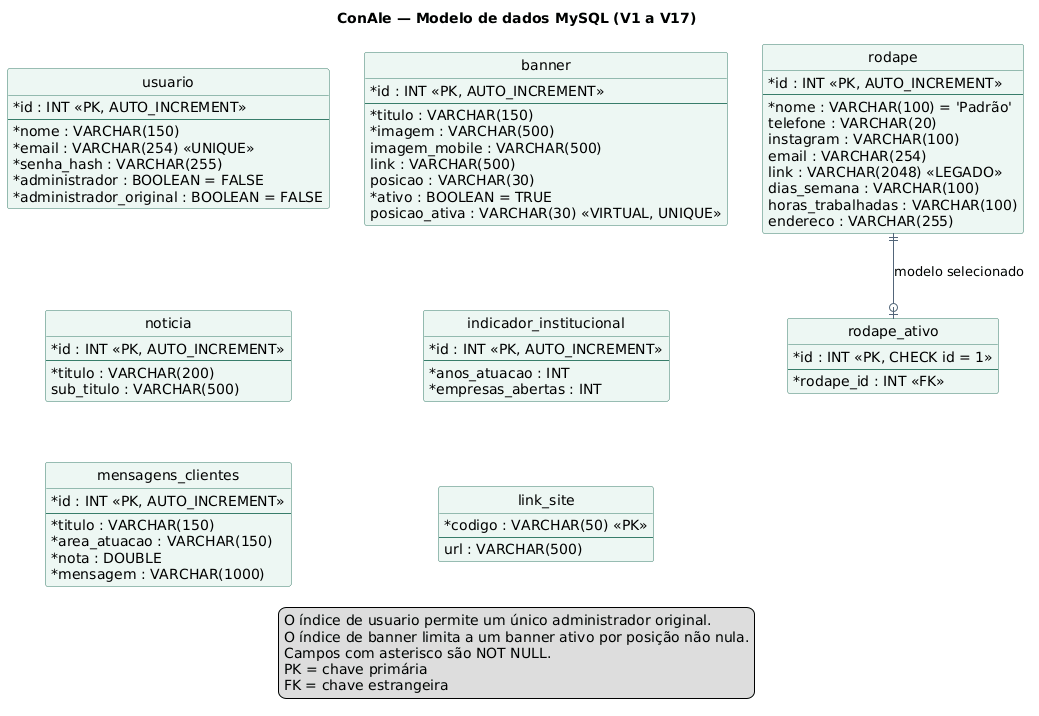 ConAle — Modelo de dados MySQL (V1 a V17)
usuario
*id : INT «PK, AUTO_INCREMENT»
*nome : VARCHAR(150)
*email : VARCHAR(254) «UNIQUE»
*senha_hash : VARCHAR(255)
*administrador : BOOLEAN = FALSE
*administrador_original : BOOLEAN = FALSE
banner
*id : INT «PK, AUTO_INCREMENT»
*titulo : VARCHAR(150)
*imagem : VARCHAR(500)
imagem_mobile : VARCHAR(500)
link : VARCHAR(500)
posicao : VARCHAR(30)
*ativo : BOOLEAN = TRUE
posicao_ativa : VARCHAR(30) «VIRTUAL, UNIQUE»
rodape
*id : INT «PK, AUTO_INCREMENT»
*nome : VARCHAR(100) = 'Padrão'
telefone : VARCHAR(20)
instagram : VARCHAR(100)
email : VARCHAR(254)
link : VARCHAR(2048) «LEGADO»
dias_semana : VARCHAR(100)
horas_trabalhadas : VARCHAR(100)
endereco : VARCHAR(255)
modelo selecionado
noticia
*id : INT «PK, AUTO_INCREMENT»
*titulo : VARCHAR(200)
sub_titulo : VARCHAR(500)
indicador_institucional
*id : INT «PK, AUTO_INCREMENT»
*anos_atuacao : INT
*empresas_abertas : INT
rodape_ativo
*id : INT «PK, CHECK id = 1»
*rodape_id : INT «FK»
mensagens_clientes
*id : INT «PK, AUTO_INCREMENT»
*titulo : VARCHAR(150)
*area_atuacao : VARCHAR(150)
*nota : DOUBLE
*mensagem : VARCHAR(1000)
link_site
*codigo : VARCHAR(50) «PK»
url : VARCHAR(500)
O índice de usuario permite um único administrador original.
O índice de banner limita a um banner ativo por posição não nula.
Campos com asterisco são NOT NULL.
PK = chave primária
FK = chave estrangeira